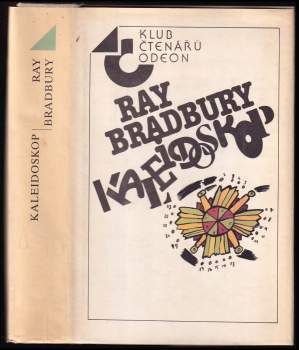 KALEIDOSKOP
RAY
BRADBURY
KLUB
ČTENÁŘŮ
ODEON
RAY
BRADBURY
KALEIDOSKOP